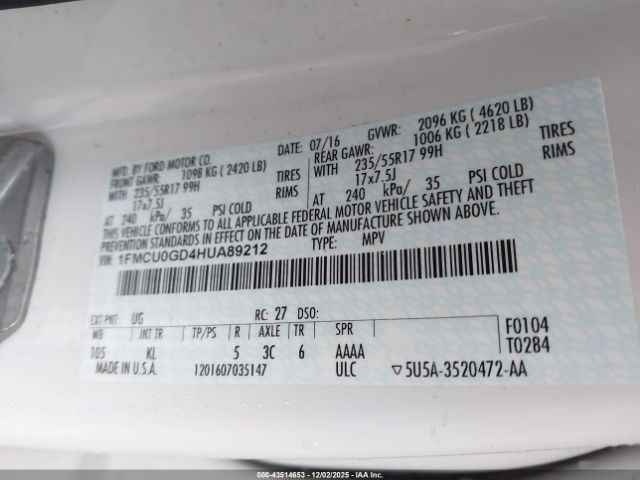 MFD. BY FORD MOTOR CO.
DATE: 07/16 GVWR: 2096 KG ( 4620 LB)
FRONT GAWR: 1098 KG ( 2420 LB)
REAR GAWR: 1006 KG ( 2218 LB)
WITH 235/55R17 99H TIRES
WITH 235/55R17 99H TIRES
17x7.5J RIMS
17x7.5J RIMS
AT 240 kPa/ 35 PSI COLD
AT 240 kPa/ 35 PSI COLD
THIS VEHICLE CONFORMS TO ALL APPLICABLE FEDERAL MOTOR VEHICLE SAFETY AND THEFT
PREVENTION STANDARDS IN EFFECT ON THE DATE OF MANUFACTURE SHOWN ABOVE.
VIN: 1FMCU0GD4HUA89212 TYPE: MPV
EXT PNT: UG RC: 27 DSO:
WB INT TR TP/PS R AXLE TR SPR
105 KL 5 3C 6 AAAA
F0104
T0284
MADE IN U.S.A. 1201607035147 ULC ▽5U5A-3520472-AA
000-43514653 - 12/02/2025 - IAA Inc.